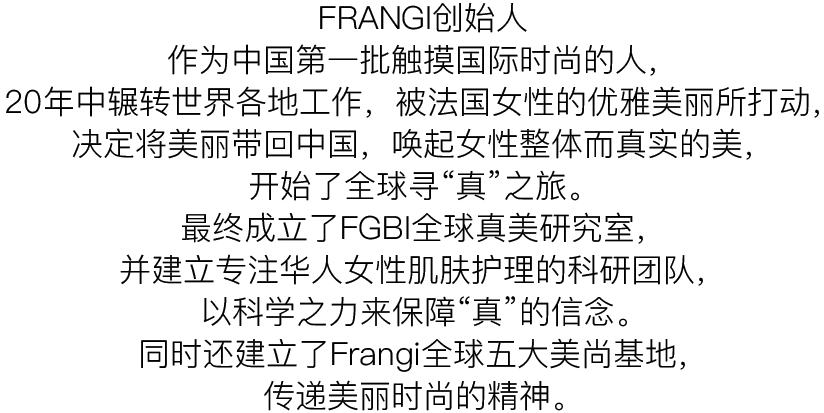 FRANGI创始人
作为中国第一批触摸国际时尚的人，
20年中辗转世界各地工作，被法国女性的优雅美丽所打动，
决定将美丽带回中国，唤起女性整体而真实的美，
开始了全球寻“真”之旅。
最终成立了FGBI全球真美研究室，
并建立专注华人女性肌肤护理的科研团队，
以科学之力来保障“真”的信念。
同时还建立了Frangi全球五大美尚基地，
传递美丽时尚的精神。